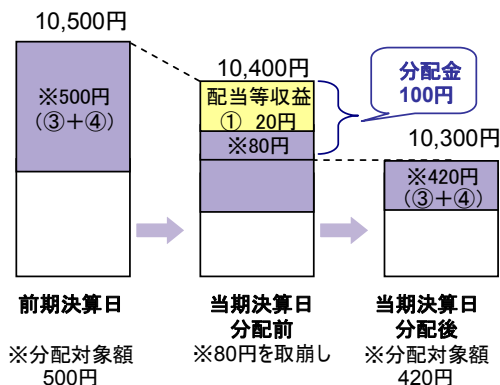 10,500円
※500円
(③+④)
前期決算日
※分配対象額
500円
10,400円
配当等収益
① 20円
※80円
当期決算日
分配前
※80円を取崩し
分配金
100円
10,300円
※420円
(③+④)
当期決算日
分配後
※分配対象額
420円